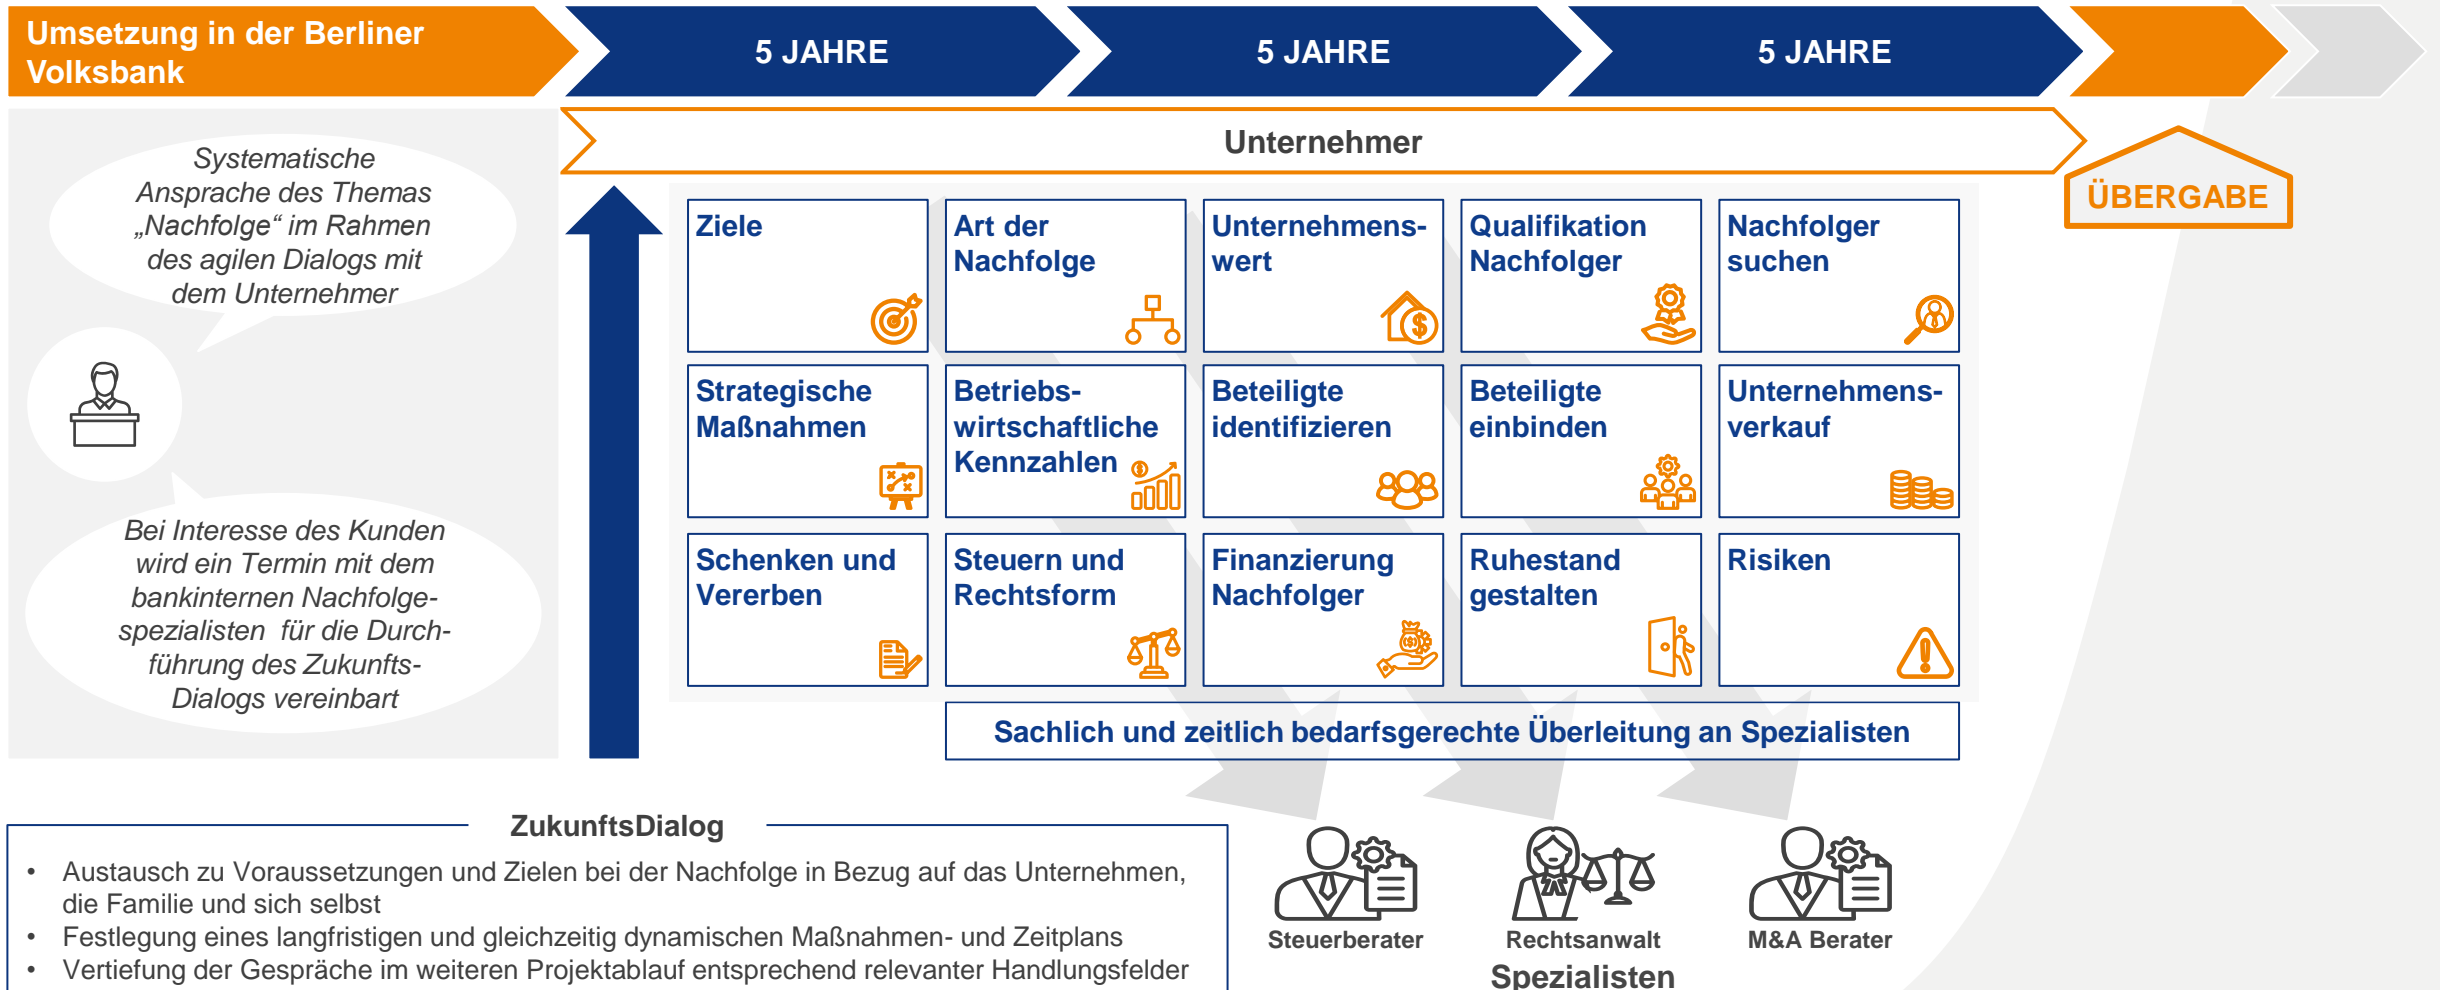 Umsetzung in der Berliner
Volksbank
5 JAHRE
5 JAHRE
5 JAHRE
Unternehmer
ÜBERGABE
Systematische
Ansprache des Themas
„Nachfolge“ im Rahmen
des agilen Dialogs mit
dem Unternehmer
Bei Interesse des Kunden
wird ein Termin mit dem
bankinternen Nachfolge-
spezialisten für die Durch-
führung des Zukunfts-
Dialogs vereinbart
Ziele
Art der
Nachfolge
Unternehmens-
wert
Qualifikation
Nachfolger
Nachfolger
suchen
Strategische
Maßnahmen
Betriebs-
wirtschaftliche
Kennzahlen
Beteiligte
identifizieren
Beteiligte
einbinden
Unternehmens-
verkauf
Schenken und
Vererben
Steuern und
Rechtsform
Finanzierung
Nachfolger
Ruhestand
gestalten
Risiken
Sachlich und zeitlich bedarfsgerechte Überleitung an Spezialisten
ZukunftsDialog
• Austausch zu Voraussetzungen und Zielen bei der Nachfolge in Bezug auf das Unternehmen,
die Familie und sich selbst
• Festlegung eines langfristigen und gleichzeitig dynamischen Maßnahmen- und Zeitplans
• Vertiefung der Gespräche im weiteren Projektablauf entsprechend relevanter Handlungsfelder
Steuerberater
Rechtsanwalt
M&A Berater
Spezialisten